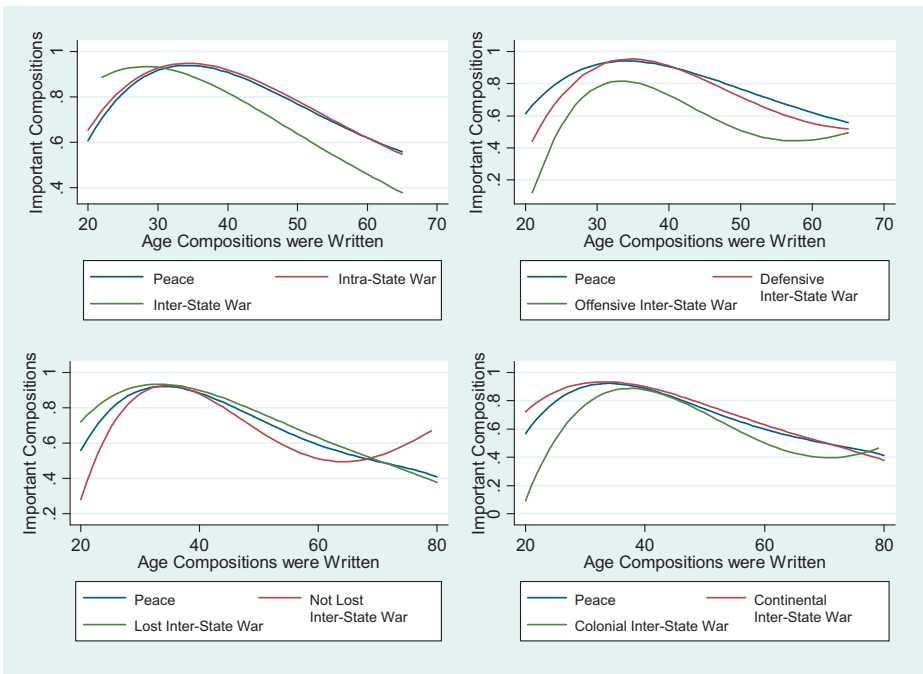 Important Compositions
1
.8
.6
.4
20 30 40 50 60 70
Age Compositions were Written
Peace
Intra-State War
Inter-State War
Important Compositions
1
.8
.6
.4
.2
20 30 40 50 60 70
Age Compositions were Written
Peace
Defensive
Inter-State War
Offensive Inter-State War
Important Compositions
1
.8
.6
.4
.2
20 40 60 80
Age Compositions were Written
Peace
Not Lost
Inter-State War
Lost Inter-State War
Important Compositions
1
.8
.6
.4
.2
0
20 40 60 80
Age Compositions were Written
Peace
Continental
Inter-State War
Colonial Inter-State War